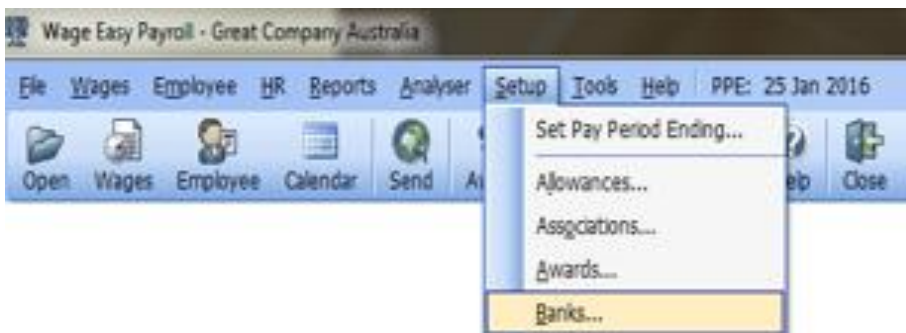 Wage Easy Payroll - Great Company Australia
File Wages Employee HR Reports Analyser Setup Tools Help PPE: 25 Jan 2016
Set Pay Period Ending...
Open Wages Employee Calendar Send Close
Allowances...
Associations...
Awards...
Banks...